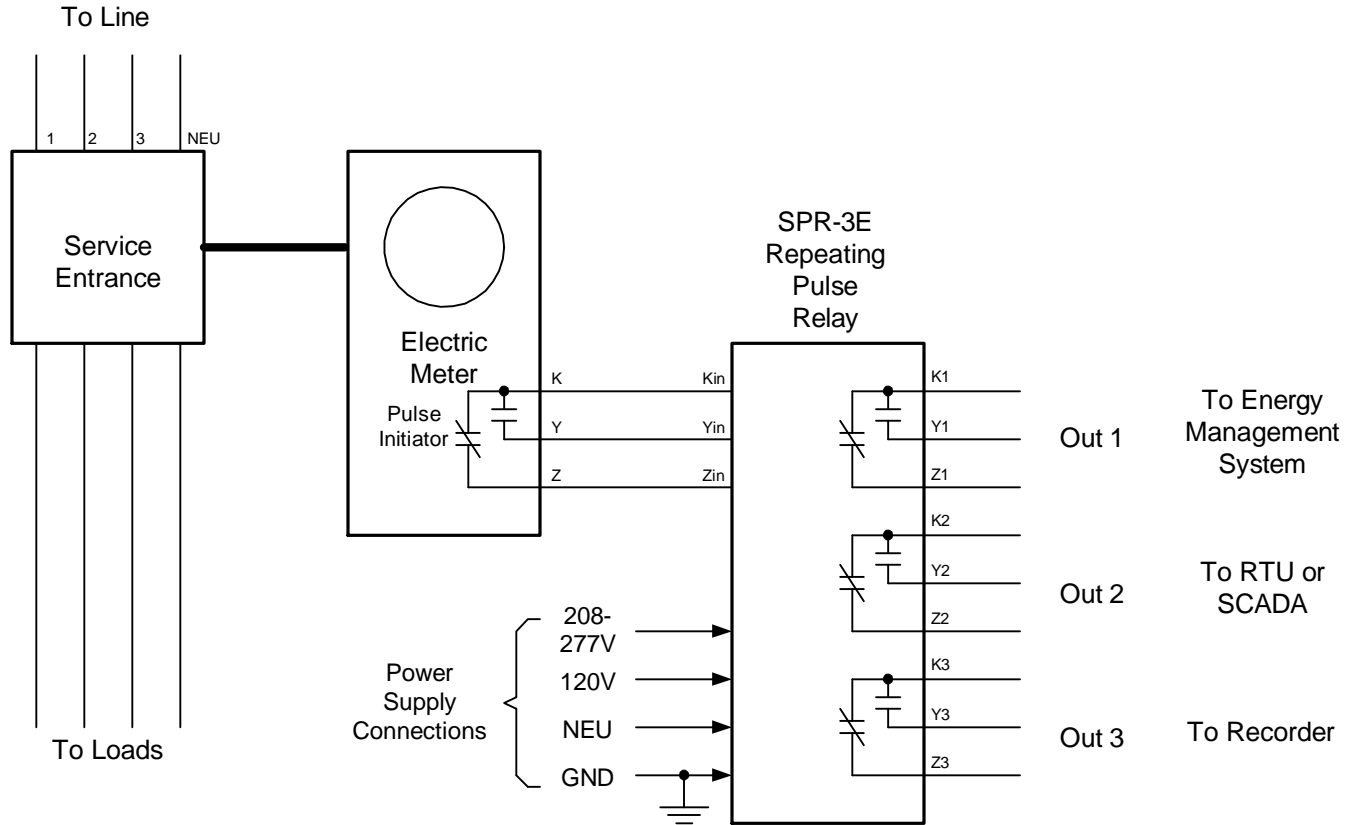 To Line
1
2
3
NEU
Service
Entrance
To Loads
Electric
Meter
Pulse
Initiator
K
Y
Z
Kin
Yin
Zin
SPR-3E
Repeating
Pulse
Relay
K1
Y1
Z1
Out 1
To Energy
Management
System
K2
Y2
Z2
Out 2
To RTU or
SCADA
K3
Y3
Z3
Out 3
To Recorder
Power
Supply
Connections
208-
277V
120V
NEU
GND